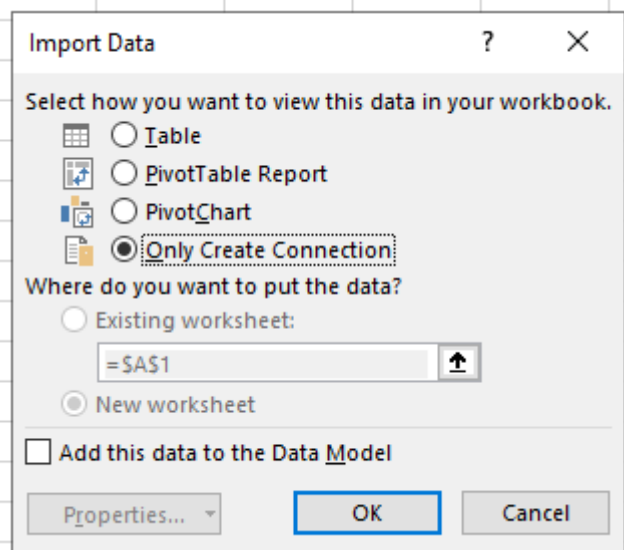 Import Data ? ×
Select how you want to view this data in your workbook.
Table
PivotTable Report
PivotChart
Only Create Connection
Where do you want to put the data?
Existing worksheet:
=$A$1
New worksheet
Add this data to the Data Model
Properties...
OK Cancel